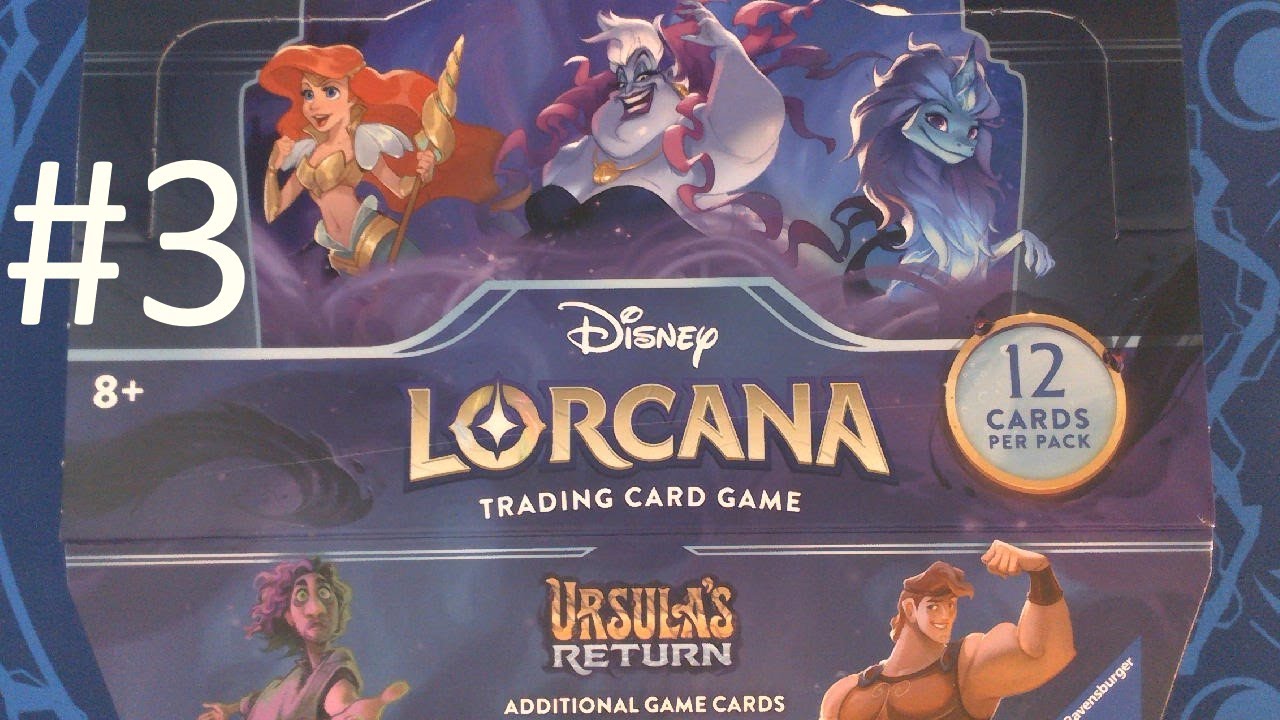 #3
8+
Disney
LORCANA
TRADING CARD GAME
12
CARDS
PER PACK
URSULA'S
RETURN
ADDITIONAL GAME CARDS
Ravensburger